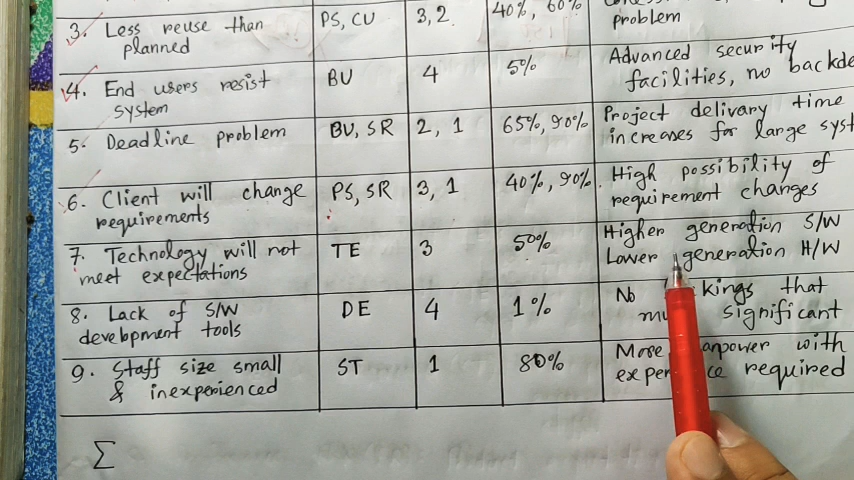 40%, 60%
3. Less reuse than PS, CU 3, 2 problem
planned
4. End users resist BU 4 5% Advanced security
system facilities, no backdo
5. Deadline problem BU, SR 2, 1 65%, 90% Project delivary time
increases for large syst
6. Client will change PS, SR 3, 1 40%, 90% High possibility of
requirements requirement changes
7. Technology will not TE 3 50% Higher generation S/W
meet expectations Lower generation H/W
8. Lack of S/W DE 4 1% No that
development tools significant
9. Staff size small ST 1 80% More with
& inexperienced required
Σ